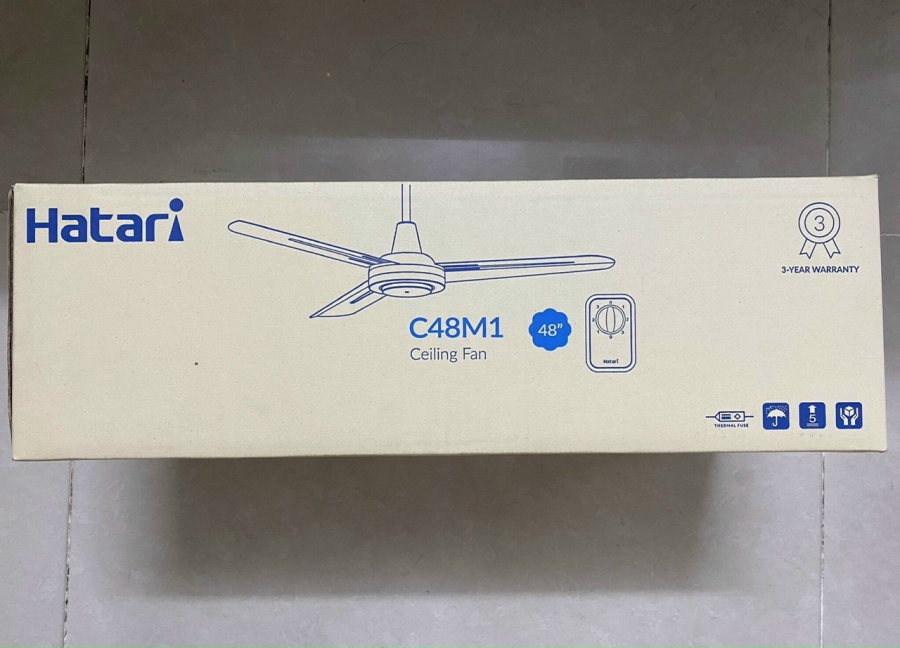 Hatari
3
3-YEAR WARRANTY
C48M1
48"
Ceiling Fan
Hatari
THERMAL FUSE
5